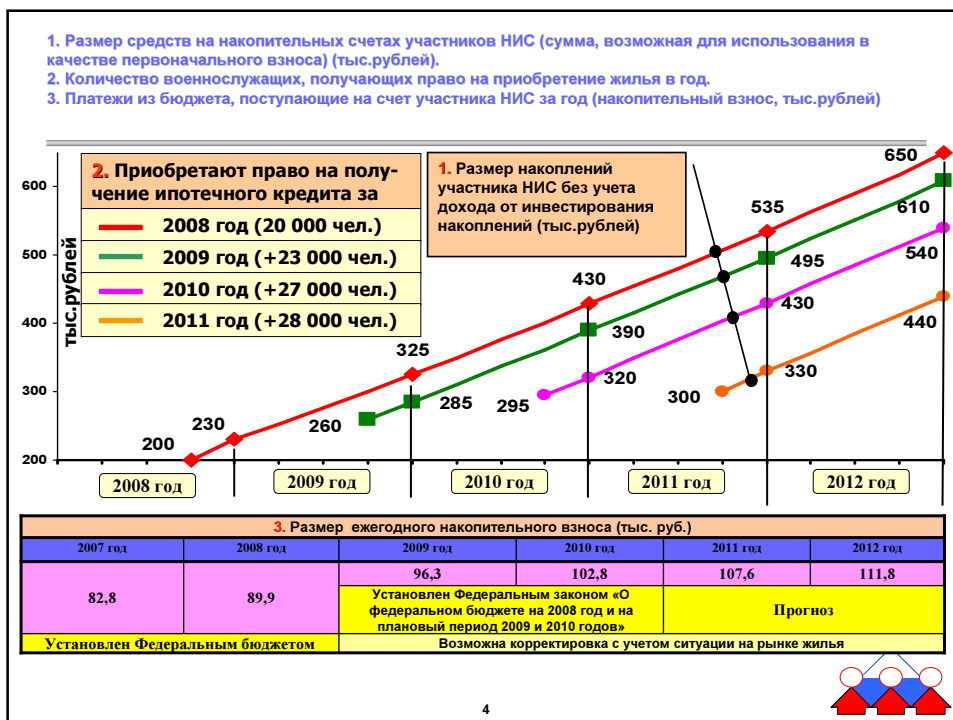 1. Размер средств на накопительных счетах участников НИС (сумма, возможная для использования в
качестве первоначального взноса) (тыс.рублей).
2. Количество военнослужащих, получающих право на приобретение жилья в год.
3. Платежи из бюджета, поступающие на счет участника НИС за год (накопительный взнос, тыс.рублей)
2. Приобретают право на полу-
чение ипотечного кредита за
2008 год (20 000 чел.)
2009 год (+23 000 чел.)
2010 год (+27 000 чел.)
2011 год (+28 000 чел.)
1. Размер накоплений
участника НИС без учета
дохода от инвестирования
накоплений (тыс.рублей)
тыс.рублей
600
500
400
300
200
200
230
325
430
535
650
260
285
390
495
610
295
320
430
540
300
330
440
2008 год
2009 год
2010 год
2011 год
2012 год
3. Размер ежегодного накопительного взноса (тыс. руб.)
2007 год 2008 год 2009 год 2010 год 2011 год 2012 год
82,8 89,9 96,3 102,8 107,6 111,8
Установлен Федеральным законом «О
федеральном бюджете на 2008 год и на
плановый период 2009 и 2010 годов»
Прогноз
Установлен Федеральным бюджетом
Возможна корректировка с учетом ситуации на рынке жилья
4